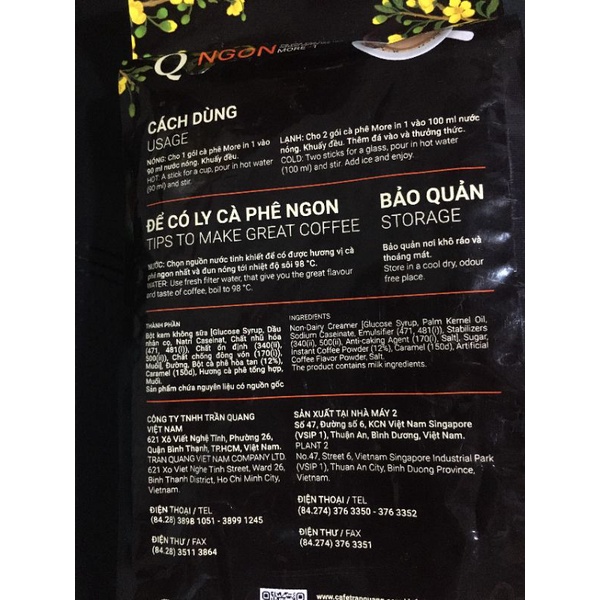 Q NGON
MORE 1
CÁCH DÙNG
USAGE
NÓNG: Cho 1 gói cà phê More in 1 vào
90 ml nước nóng. Khuấy đều.
HOT: A stick for a cup, pour in hot water
(90 ml) and stir.
LẠNH: Cho 2 gói cà phê More in 1 vào 100 ml nước
nóng. Khuấy đều. Thêm đá vào và thưởng thức.
COLD: Two sticks for a glass, pour in hot water
(100 ml) and stir. Add ice and enjoy.
ĐỂ CÓ LY CÀ PHÊ NGON
TIPS TO MAKE GREAT COFFEE
NƯỚC: Chọn nguồn nước tinh khiết để có được hương vị cà
phê ngon nhất và đun nóng tới nhiệt độ sôi 98 °C.
WATER: Use fresh filter water, that give you the great flavour
and taste of coffee, boil to 98 °C.
BẢO QUẢN
STORAGE
Bảo quản nơi khô ráo và
thoáng mát.
Store in a cool dry, odour
free place.
THÀNH PHẦN
Bột kem không sữa [Glucose Syrup, Dầu
nhân cọ, Natri Caseinat, Chất nhũ hóa
(471, 481(i)), Chất ổn định (340(ii),
500(ii)), Chất chống đông vón (170(i)),
Muối], Đường, Bột cà phê hòa tan (12%),
Caramel (150d), Hương cà phê tổng hợp,
Muối.
Sản phẩm chứa nguyên liệu có nguồn gốc
INGREDIENTS
Non-Dairy Creamer [Glucose Syrup, Palm Kernel Oil,
Sodium Caseinate, Emulsifier (471, 481(i)), Stabilizers
(340(ii), 500(ii), Anti-caking Agent (170(i), Salt], Sugar,
Instant Coffee Powder (12%), Caramel (150d), Artificial
Coffee Flavor Powder, Salt.
The product contains milk ingredients.
CÔNG TY TNHH TRẦN QUANG
VIỆT NAM
621 Xô Viết Nghệ Tĩnh, Phường 26,
Quận Bình Thạnh, TP.HCM, Việt Nam.
TRAN QUANG VIET NAM COMPANY LTD.
621 Xo Viet Nghe Tinh Street, Ward 26,
Binh Thanh District, Ho Chi Minh City,
Vietnam.
ĐIỆN THOẠI / TEL
(84.28) 3898 1051 - 3899 1245
ĐIỆN THƯ / FAX
(84.28) 3511 3864
SẢN XUẤT TẠI NHÀ MÁY 2
Số 47, Đường số 6, KCN Việt Nam Singapore
(VSIP 1), Thuận An, Bình Dương, Việt Nam.
PLANT 2
No.47, Street 6, Vietnam Singapore Industrial Park
(VSIP 1), Thuan An City, Binh Duong Province,
Vietnam.
ĐIỆN THOẠI / TEL
(84.274) 376 3350 - 376 3352
ĐIỆN THƯ / FAX
(84.274) 376 3351